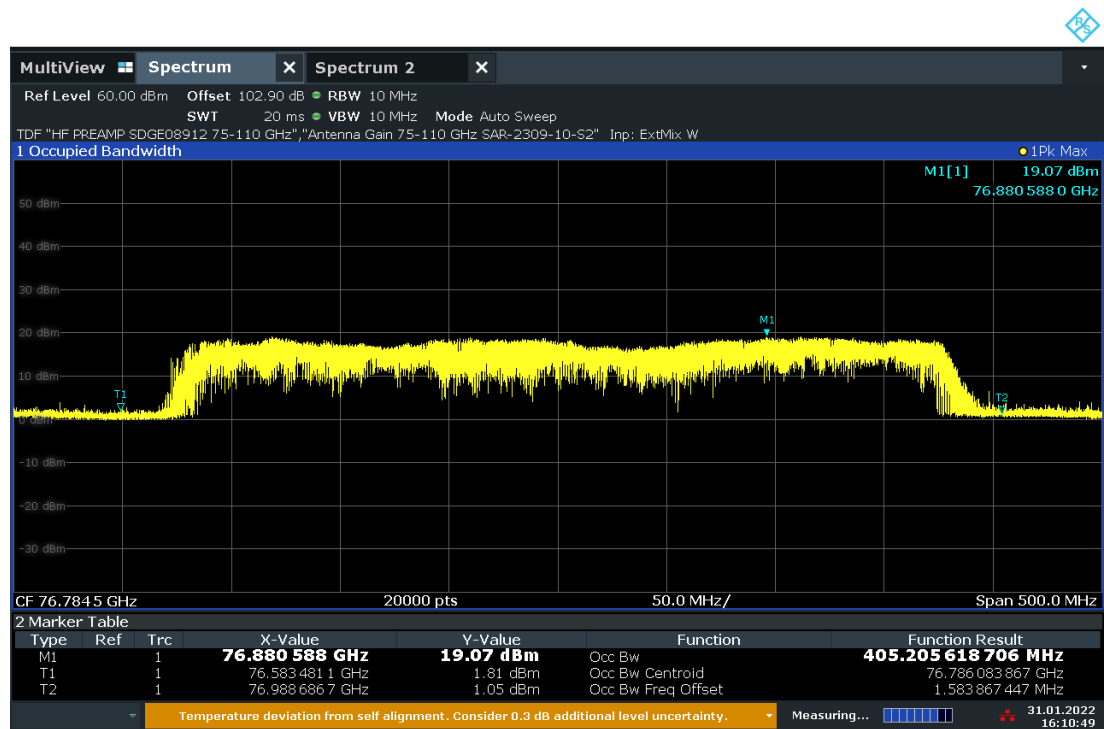 R&S
MultiView Spectrum X Spectrum 2 X
Ref Level 60.00 dBm Offset 102.90 dB RBW 10 MHz
SWT 20 ms VBW 10 MHz Mode Auto Sweep
TDF "HF PREAMP SDGE08912 75-110 GHz","Antenna Gain 75-110 GHz SAR-2309-10-S2" Inp: ExtMix W
1 Occupied Bandwidth 1Pk Max
M1[1] 19.07 dBm
76.880 588 0 GHz
50 dBm
40 dBm
30 dBm
M1
20 dBm
10 dBm
T1
T2
0 dBm
-10 dBm
-20 dBm
-30 dBm
CF 76.7845 GHz 20000 pts 50.0 MHz/ Span 500.0 MHz
2 Marker Table
Type Ref Trc X-Value Y-Value Function Function Result
M1 1 76.880 588 GHz 19.07 dBm Occ Bw 405.205 618 706 MHz
T1 1 76.583 481 1 GHz 1.81 dBm Occ Bw Centroid 76.786 083 867 GHz
T2 1 76.988 686 7 GHz 1.05 dBm Occ Bw Freq Offset 1.583 867 447 MHz
Temperature deviation from self alignment. Consider 0.3 dB additional level uncertainty. Measuring... 31.01.2022
16:10:49